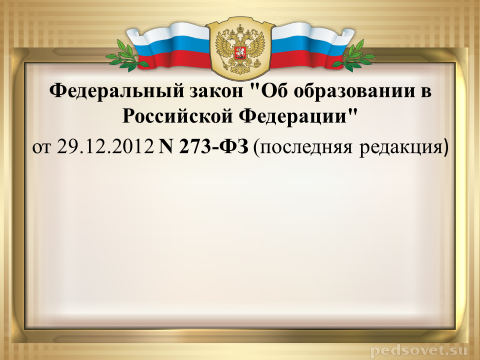 Федеральный закон "Об образовании в
Российской Федерации"
от 29.12.2012 N 273-ФЗ (последняя редакция)
pedsovet.su